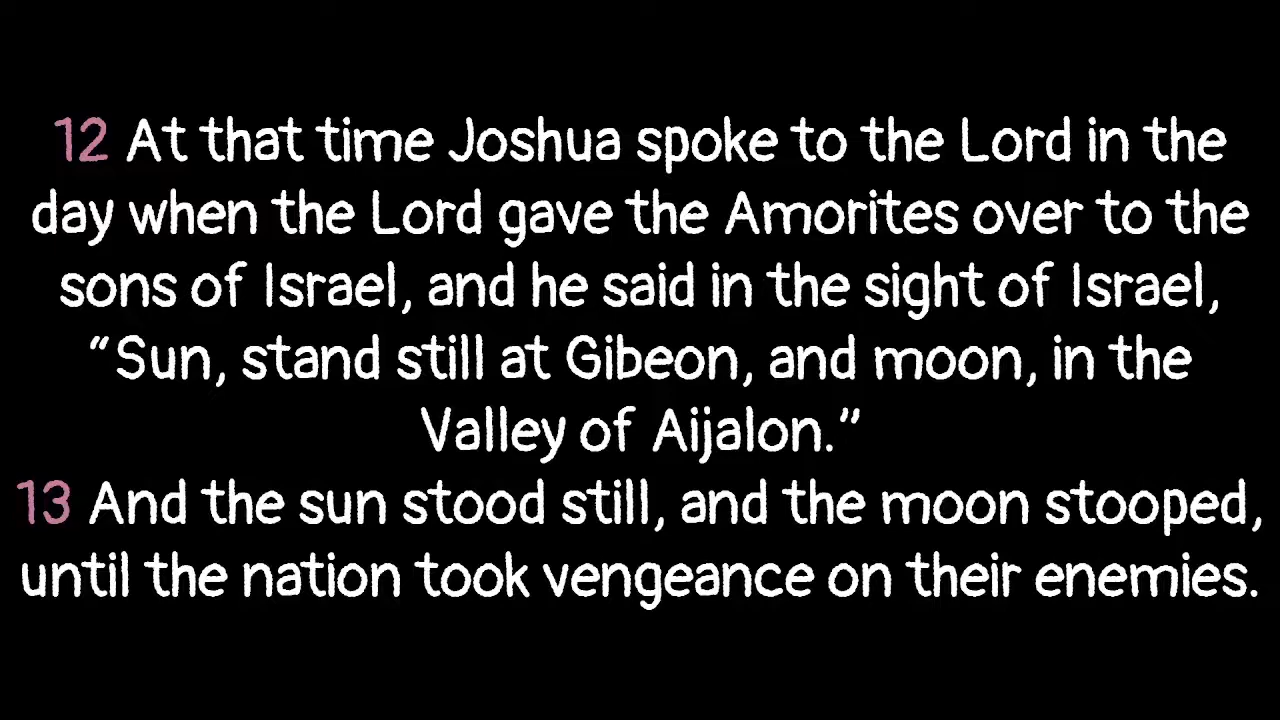 12 At that time Joshua spoke to the Lord in the
day when the Lord gave the Amorites over to the
sons of Israel, and he said in the sight of Israel,
“Sun, stand still at Gibeon, and moon, in the
Valley of Aijalon.”
13 And the sun stood still, and the moon stooped,
until the nation took vengeance on their enemies.